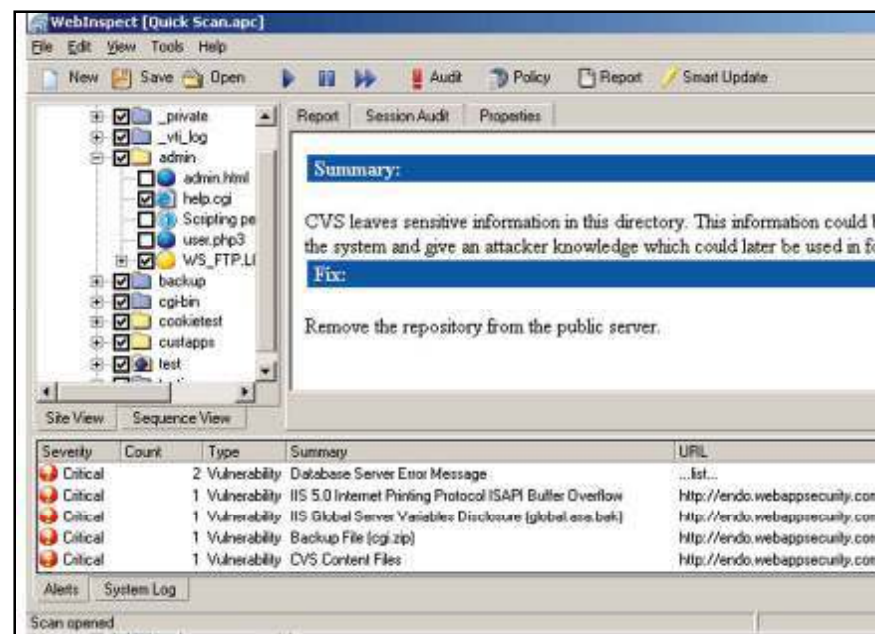 WebInspect [Quick Scan.apc]
File Edit View Tools Help
New Save Open Audit Policy Report Smart Update
_private
_vti_log
admin
admin.html
help.cgi
Scripting pe
user.php3
WS_FTP.L
backup
cgi-bin
cookietest
custapps
test
Site View Sequence View
Report Session Audit Properties
Summary:
CVS leaves sensitive information in this directory. This information could
the system and give an attacker knowledge which could later be used in
Fix:
Remove the repository from the public server.
Severity Count Type Summary URL
Critical 2 Vulnerability Database Server Error Message ...list...
Critical 1 Vulnerability IIS 5.0 Internet Printing Protocol ISAPI Buffer Overflow http://endo.webappsecurity.com
Critical 1 Vulnerability IIS Global Server Variables Disclosure (global.asa.bak) http://endo.webappsecurity.com
Critical 1 Vulnerability Backup File (cgi.zip) http://endo.webappsecurity.com
Critical 1 Vulnerability CVS Content Files http://endo.webappsecurity.com
Alerts System Log
Scan opened